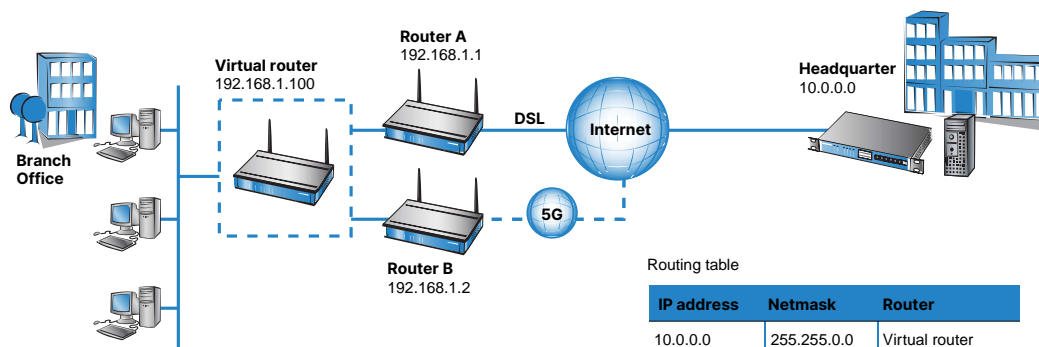 Router A
192.168.1.1
Virtual router
192.168.1.100
Headquarter
10.0.0.0
DSL
Internet
Branch
Office
5G
Router B
192.168.1.2
Routing table
IP address Netmask Router
10.0.0.0 255.255.0.0 Virtual router